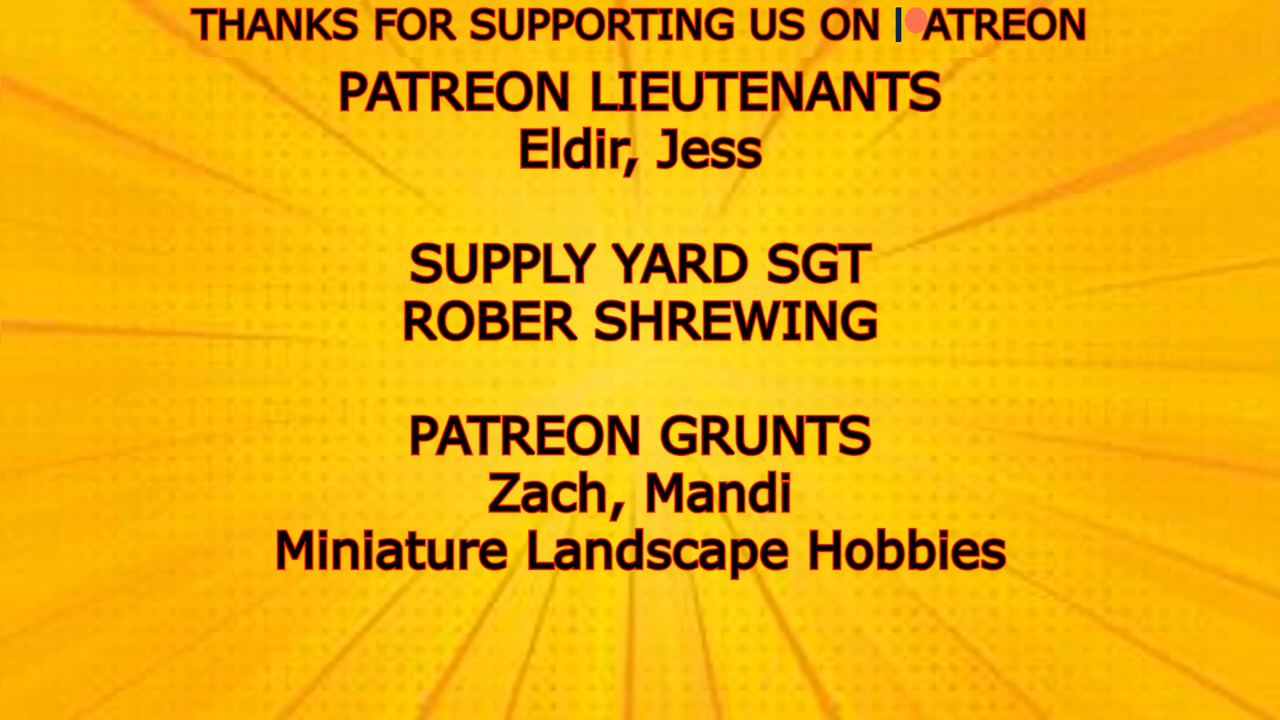 THANKS FOR SUPPORTING US ON PATREON
PATREON LIEUTENANTS
Eldir, Jess
SUPPLY YARD SGT
ROBER SHREWING
PATREON GRUNTS
Zach, Mandi
Miniature Landscape Hobbies